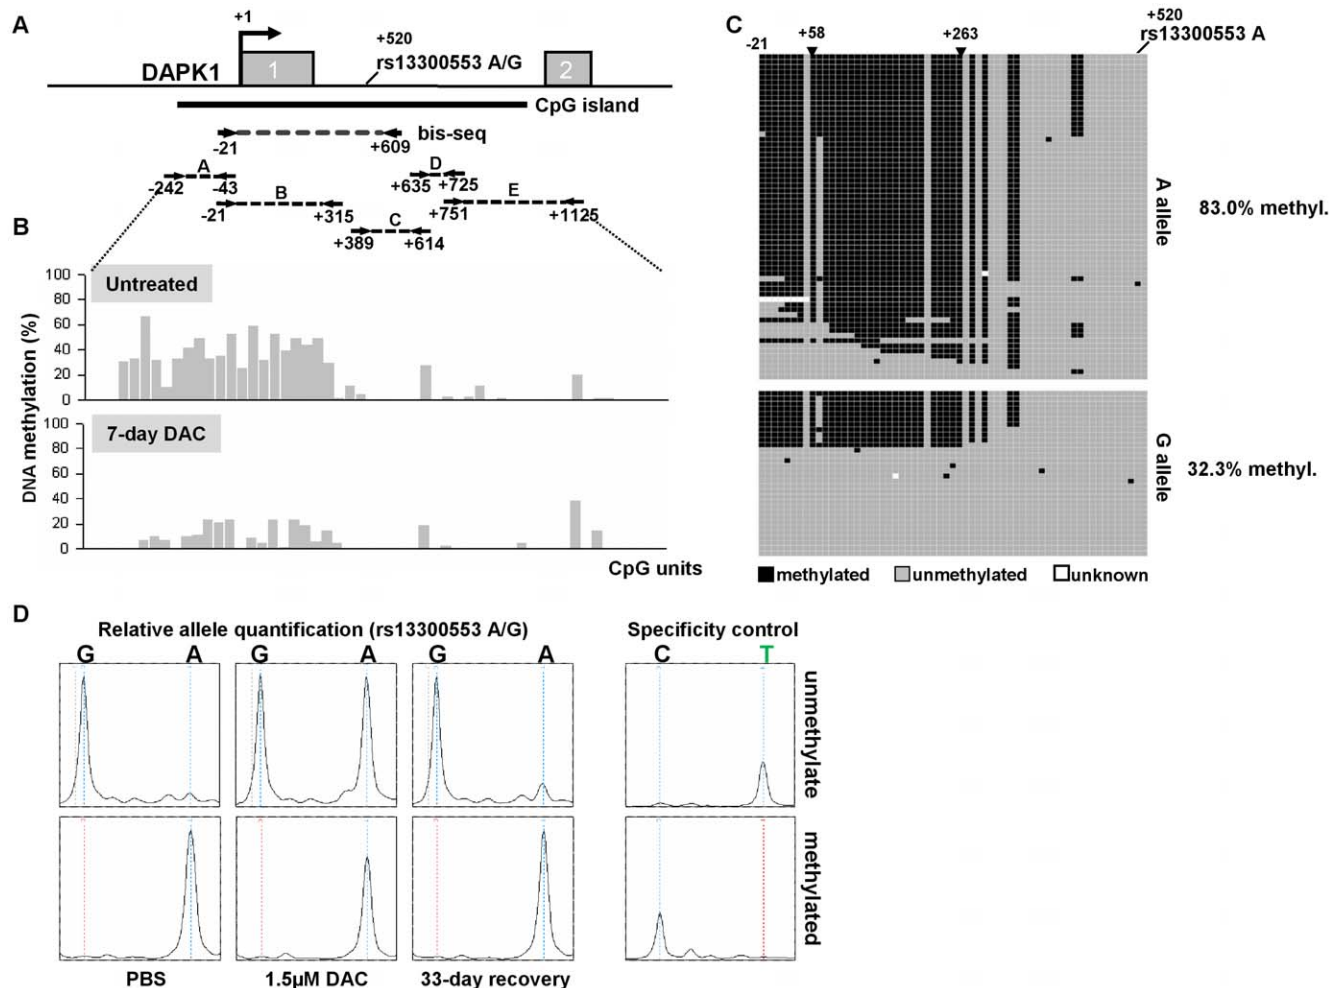 A
+1
+520
rs13300553 A/G
DAPK1
1
2
CpG island
bis-seq
-21
+609
A
-242
-43
B
-21
+315
C
+389
+614
D
+635
+725
E
+751
+1125
B
DNA methylation (%)
100
80
60
40
20
0
Untreated
100
80
60
40
20
0
7-day DAC
CpG units
C
-21
+58
+263
+520
rs13300553 A
A allele
83.0% methyl.
G allele
32.3% methyl.
methylated
unmethylated
unknown
D
Relative allele quantification (rs13300553 A/G)
Specificity control
G A G A G A C T
unmethylate
methylated
PBS
1.5μM DAC
33-day recovery